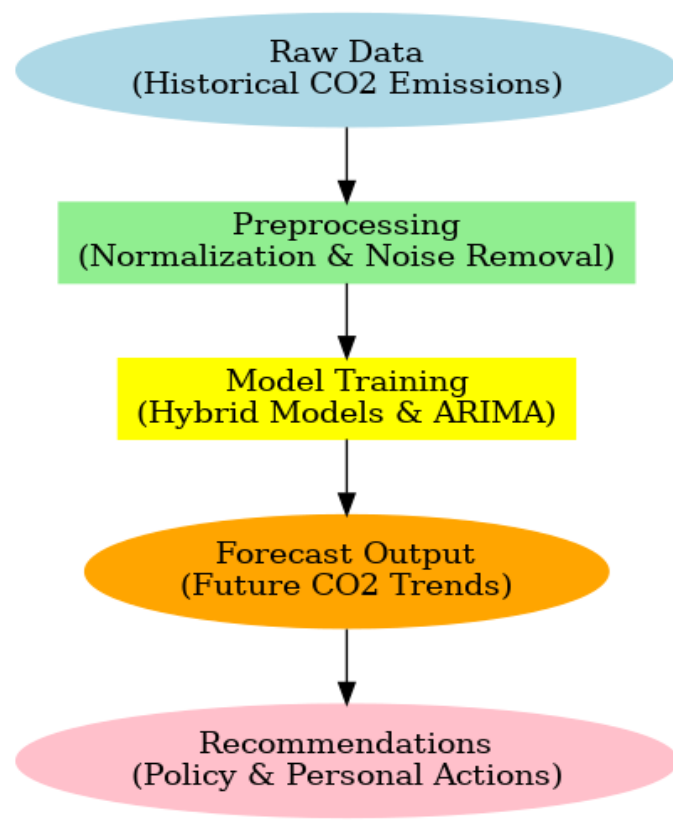 Raw Data
(Historical CO2 Emissions)
Preprocessing
(Normalization & Noise Removal)
Model Training
(Hybrid Models & ARIMA)
Forecast Output
(Future CO2 Trends)
Recommendations
(Policy & Personal Actions)